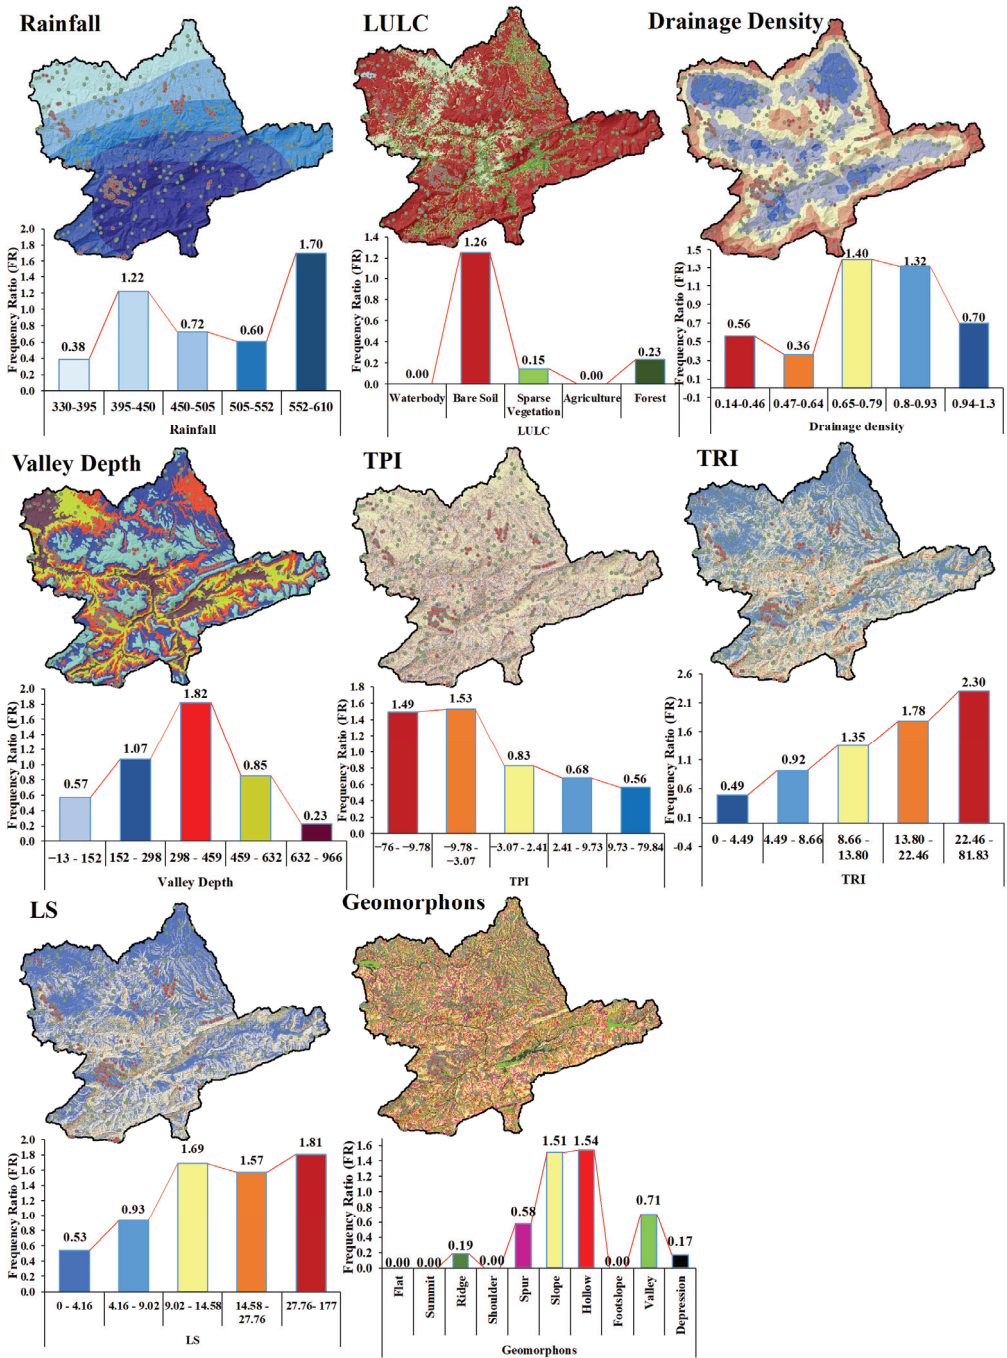 Rainfall
Frequency Ratio (FR)
2.0
1.8
1.6
1.4
1.2
1.0
0.8
0.6
0.4
0.2
0.0
0.38
1.22
0.72
0.60
1.70
330-395 395-450 450-505 505-552 552-610
Rainfall
LULC
Frequency Ratio (FR)
1.4
1.2
1.0
0.8
0.6
0.4
0.2
0.0
0.00
1.26
0.15
0.00
0.23
Waterbody Bare Soil Sparse Vegetation Agriculture Forest
LULC
Drainage Density
Frequency Ratio (FR)
1.5
1.3
1.1
0.9
0.7
0.5
0.3
0.1
-0.1
0.56
0.36
1.40
1.32
0.70
0.14-0.46 0.47-0.64 0.65-0.79 0.8-0.93 0.94-1.3
Drainage density
Valley Depth
Frequency Ratio (FR)
2.0
1.8
1.6
1.4
1.2
1.0
0.8
0.6
0.4
0.2
0.0
0.57
1.07
1.82
0.85
0.23
−13 - 152 152 - 298 298 - 459 459 - 632 632 - 966
Valley Depth
TPI
Frequency Ratio (FR)
1.8
1.6
1.4
1.2
1.0
0.8
0.6
0.4
0.2
0.0
1.49
1.53
0.83
0.68
0.56
−76 - −9.78 −9.78 - −3.07 −3.07 - 2.41 2.41 - 9.73 9.73 - 79.84
TPI
TRI
Frequency Ratio (FR)
2.6
2.1
1.6
1.1
0.6
0.1
-0.4
0.49
0.92
1.35
1.78
2.30
0 - 4.49 4.49 - 8.66 8.66 - 13.80 13.80 - 22.46 22.46 - 81.83
TRI
LS
Frequency Ratio (FR)
2.0
1.8
1.6
1.4
1.2
1.0
0.8
0.6
0.4
0.2
0.0
0.53
0.93
1.69
1.57
1.81
0 - 4.16 4.16 - 9.02 9.02 - 14.58 14.58 - 27.76 27.76- 177
LS
Geomorphons
Frequency Ratio (FR)
1.6
1.4
1.2
1.0
0.8
0.6
0.4
0.2
0.0
0.00
0.00
0.19
0.00
0.58
1.51
1.54
0.00
0.71
0.17
Flat
Summit
Ridge
Shoulder
Spur
Slope
Hollow
Footslope
Valley
Depression
Geomorphons